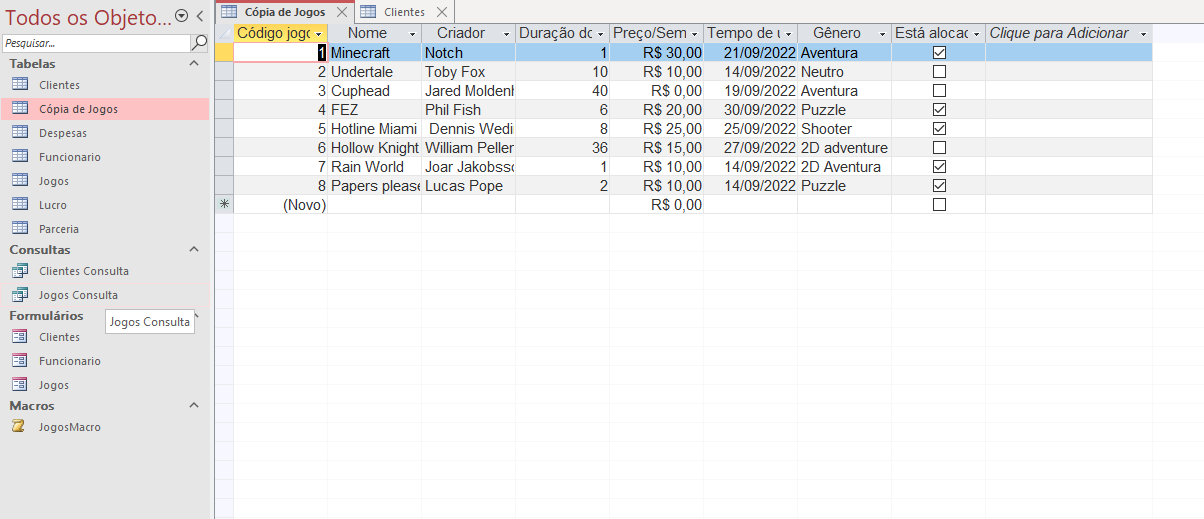 Todos os Objeto...
Pesquisar...
Tabelas
Clientes
Cópia de Jogos
Despesas
Funcionario
Jogos
Lucro
Parceria
Consultas
Clientes Consulta
Jogos Consulta
Formulários
Jogos Consulta
Clientes
Funcionario
Jogos
Macros
JogosMacro
Cópia de Jogos Clientes
Código jogo Nome Criador Duração do Preço/Sem Tempo de u Gênero Está alocad Clique para Adicionar
1 Minecraft Notch 1 R$ 30,00 21/09/2022 Aventura
2 Undertale Toby Fox 10 R$ 10,00 14/09/2022 Neutro
3 Cuphead Jared Moldenh 40 R$ 0,00 19/09/2022 Aventura
4 FEZ Phil Fish 6 R$ 20,00 30/09/2022 Puzzle
5 Hotline Miami Dennis Wedi 8 R$ 25,00 25/09/2022 Shooter
6 Hollow Knight William Peller 36 R$ 15,00 27/09/2022 2D adventure
7 Rain World Joar Jakobsso 1 R$ 10,00 14/09/2022 2D Aventura
8 Papers please Lucas Pope 2 R$ 10,00 14/09/2022 Puzzle
(Novo) R$ 0,00